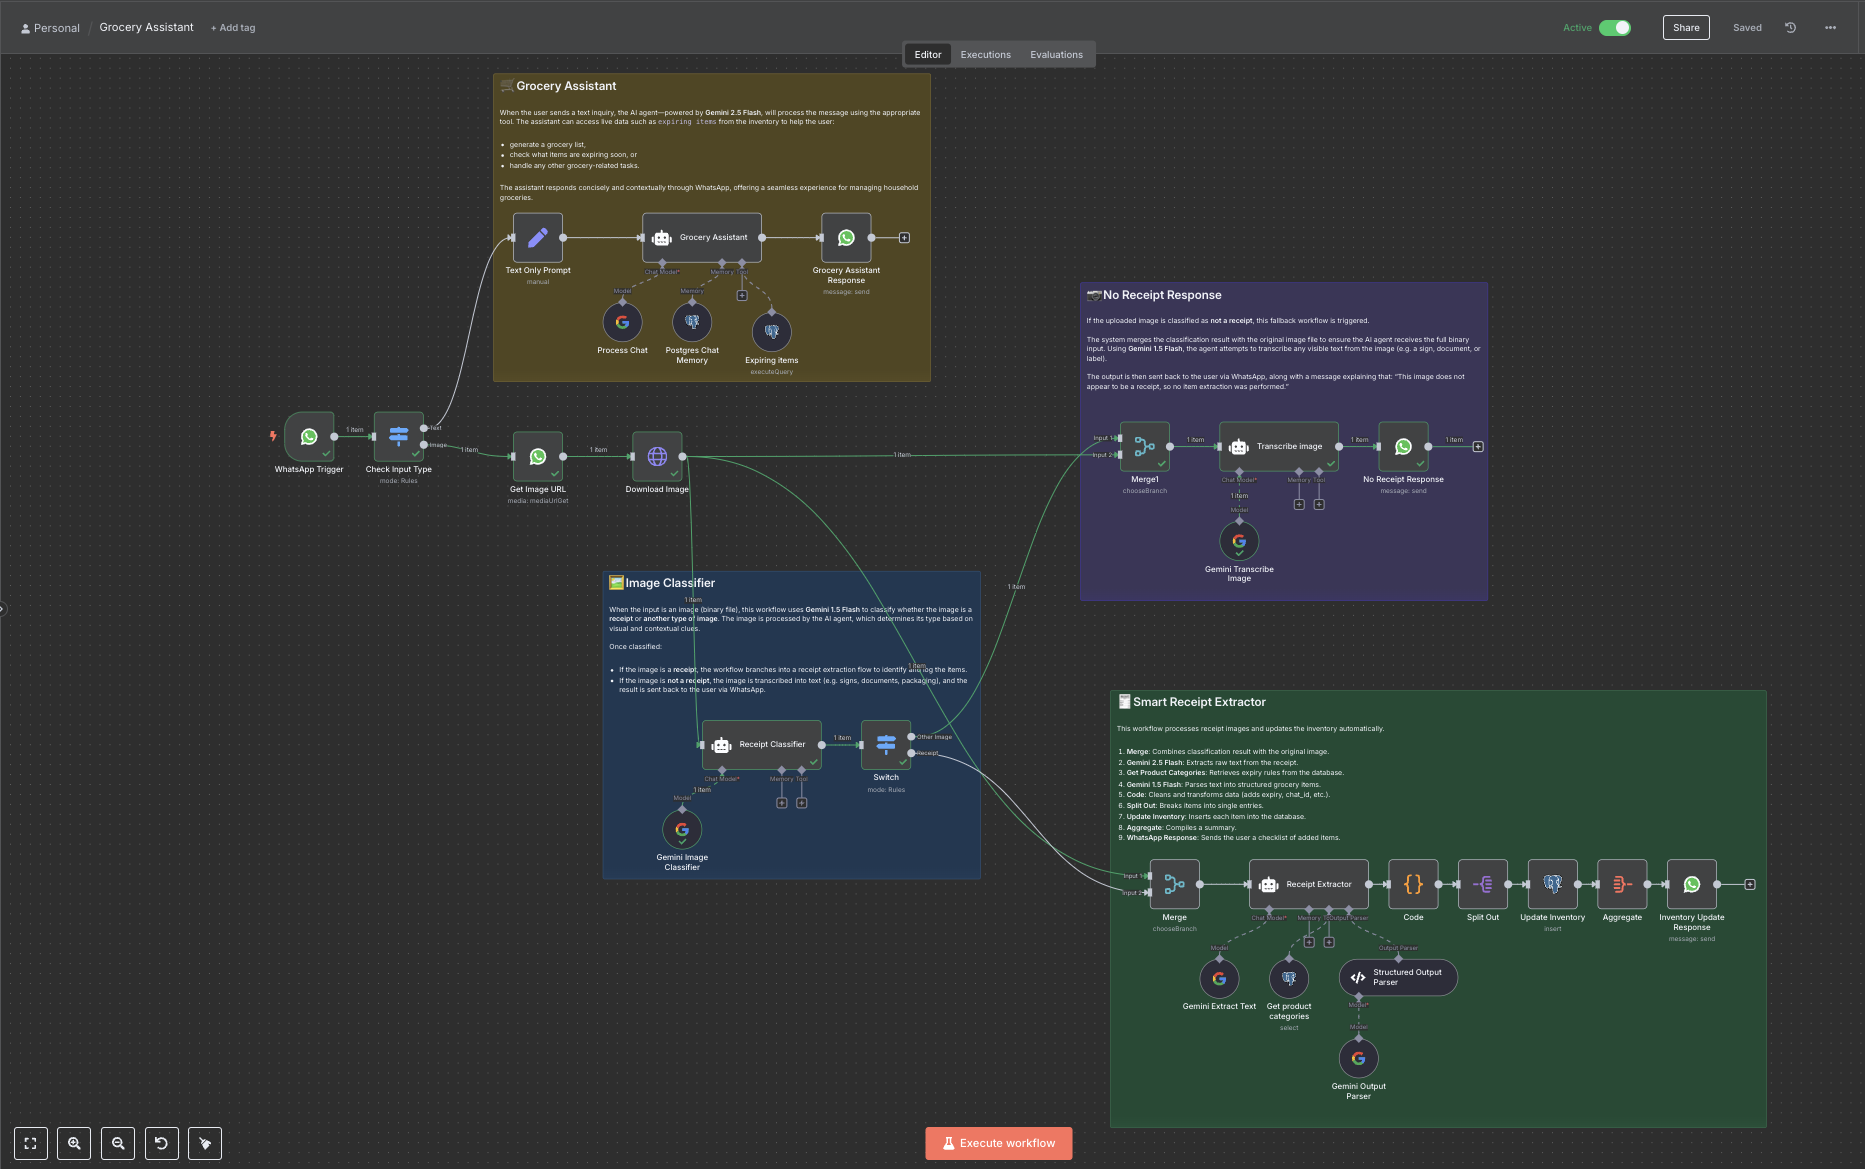 Personal / Grocery Assistant + Add tag
Active Share Saved
Editor Executions Evaluations
Grocery Assistant
When the user sends a text inquiry, the AI agent—powered by Gemini 2.5 Flash, will process the message using the appropriate
tool. The assistant can access live data such as expiring items from the inventory to help the user:
• generate a grocery list,
• check what items are expiring soon, or
• handle any other grocery-related tasks.
The assistant responds concisely and contextually through WhatsApp, offering a seamless experience for managing household
groceries.
Grocery Assistant
Text Only Prompt
manual
Chat Model*
Memory
Tool
Grocery Assistant
Response
message: send
Model
Memory
Process Chat
Postgres Chat
Memory
Expiring items
executeQuery
WhatsApp Trigger
1 item
Check Input Type
mode: Rules
Text
Image
1 item
Get Image URL
media: mediaUrlGet
1 item
Download Image
1 item
No Receipt Response
If the uploaded image is classified as not a receipt, this fallback workflow is triggered.
The system merges the classification result with the original image file to ensure the AI agent receives the full binary
input. Using Gemini 1.5 Flash, the agent attempts to transcribe any visible text from the image (e.g. a sign, document, or
label).
The output is then sent back to the user via WhatsApp, along with a message explaining that: "This image does not
appear to be a receipt, so no item extraction was performed."
Input 1
Input 2
Merge1
chooseBranch
1 item
Transcribe image
Chat Model*
Memory
Tool
1 item
Model
1 item
No Receipt Response
message: send
1 item
Gemini Transcribe
Image
1 item
Image Classifier
1 item
When the input is an image (binary file), this workflow uses Gemini 1.5 Flash to classify whether the image is a
receipt or another type of image. The image is processed by the AI agent, which determines its type based on
visual and contextual clues.
Once classified:
1 item
• If the image is a receipt, the workflow branches into a receipt extraction flow to identify and log the items.
• If the image is not a receipt, the image is transcribed into text (e.g. signs, documents, packaging), and the
result is sent back to the user via WhatsApp.
Receipt Classifier
1 item
Other Image
Receipt
Switch
mode: Rules
Chat Model*
Memory
Tool
1 item
Model
Gemini Image
Classifier
Smart Receipt Extractor
This workflow processes receipt images and updates the inventory automatically.
1. Merge: Combines classification result with the original image.
2. Gemini 2.5 Flash: Extracts raw text from the receipt.
3. Get Product Categories: Retrieves expiry rules from the database.
4. Gemini 1.5 Flash: Parses text into structured grocery items.
5. Code: Cleans and transforms data (adds expiry, chat_id, etc.).
6. Split Out: Breaks items into single entries.
7. Update Inventory: Inserts each item into the database.
8. Aggregate: Compiles a summary.
9. WhatsApp Response: Sends the user a checklist of added items.
Input 1
Input 2
Merge
chooseBranch
Receipt Extractor
Chat Model*
Memory
Output Parser
Code
Split Out
Update Inventory
insert
Aggregate
Inventory Update
Response
message: send
Model
Output Parser
Gemini Extract Text
Get product
categories
select
Structured Output
Parser
Model*
Model
Gemini Output
Parser
Execute workflow